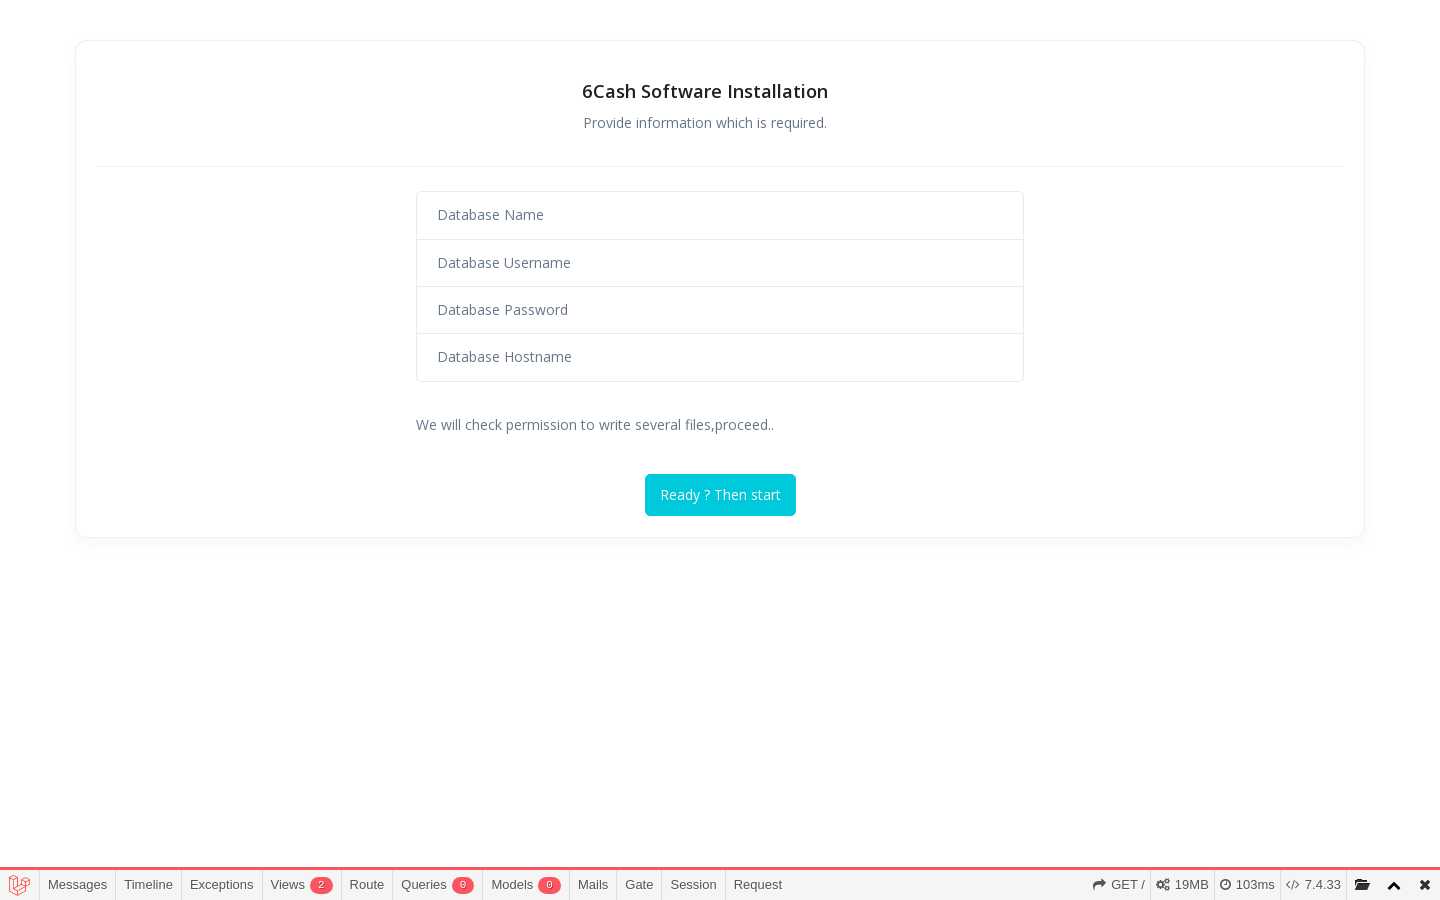 6Cash Software Installation
Provide information which is required.
Database Name
Database Username
Database Password
Database Hostname
We will check permission to write several files,proceed..
Ready ? Then start
Messages Timeline Exceptions Views 2 Route Queries 0 Models 0 Mails Gate Session Request GET / 19MB 103ms 7.4.33